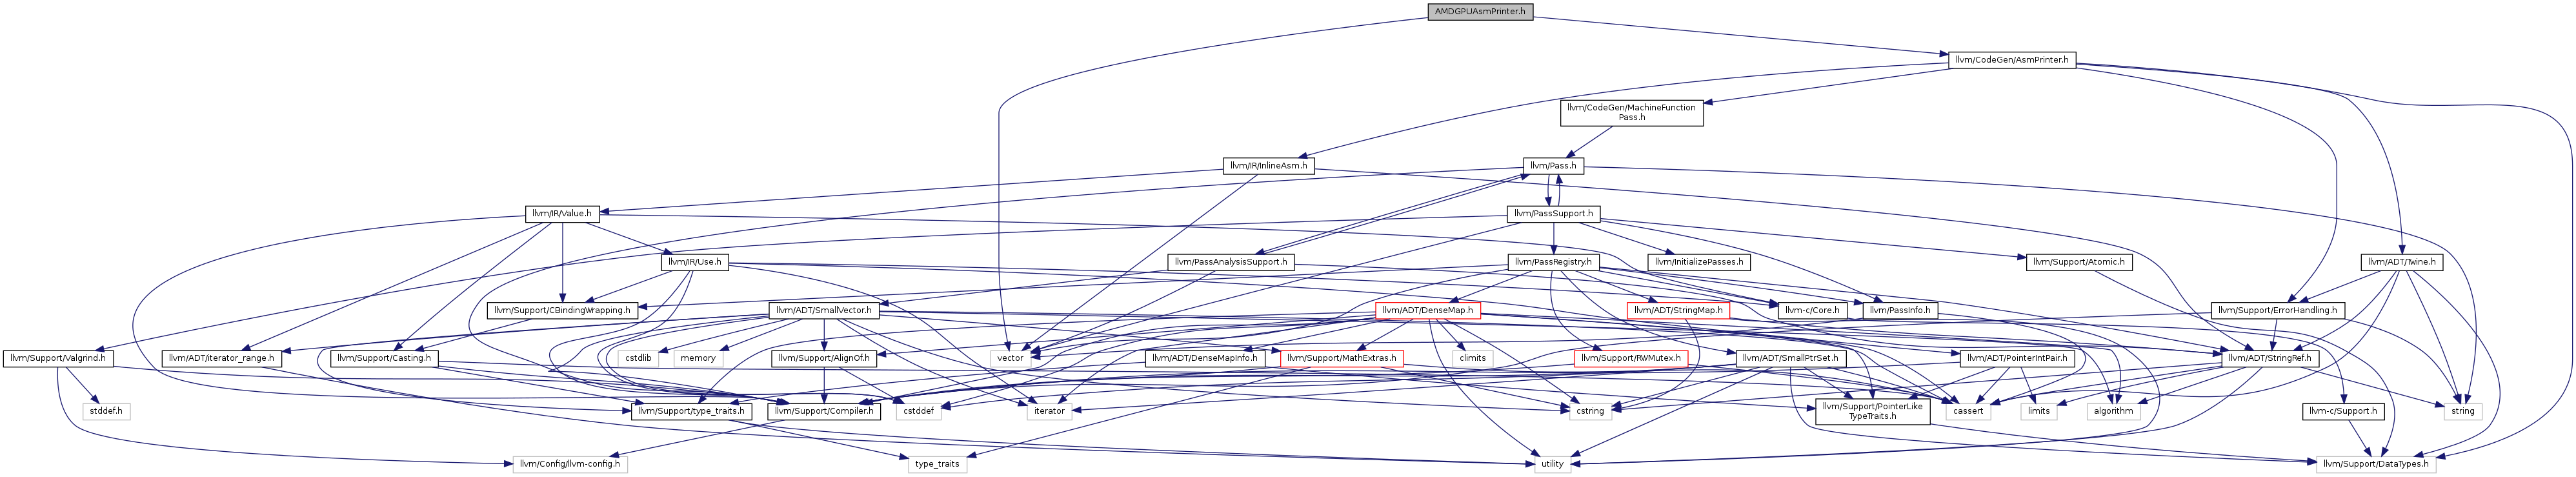 AMDGPUAsmPrinter.h
llvm/CodeGen/AsmPrinter.h
llvm/CodeGen/MachineFunction
Pass.h
llvm/IR/InlineAsm.h
llvm/Pass.h
llvm/IR/Value.h
llvm/PassSupport.h
llvm/IR/Use.h
llvm/PassAnalysisSupport.h
llvm/PassRegistry.h
llvm/InitializePasses.h
llvm/Support/Atomic.h
llvm/ADT/Twine.h
llvm/Support/CBindingWrapping.h
llvm/ADT/SmallVector.h
llvm/ADT/DenseMap.h
llvm/ADT/StringMap.h
llvm-c/Core.h
llvm/PassInfo.h
llvm/Support/ErrorHandling.h
llvm/Support/Valgrind.h
llvm/ADT/iterator_range.h
llvm/Support/Casting.h
cstdlib
memory
llvm/Support/AlignOf.h
vector
llvm/ADT/DenseMapInfo.h
llvm/Support/MathExtras.h
climits
llvm/Support/RWMutex.h
llvm/ADT/SmallPtrSet.h
llvm/ADT/PointerIntPair.h
llvm/ADT/StringRef.h
stddef.h
llvm/Support/type_traits.h
llvm/Support/Compiler.h
cstddef
iterator
cstring
llvm/Support/PointerLike
TypeTraits.h
cassert
limits
algorithm
llvm-c/Support.h
string
llvm/Config/llvm-config.h
type_traits
utility
llvm/Support/DataTypes.h